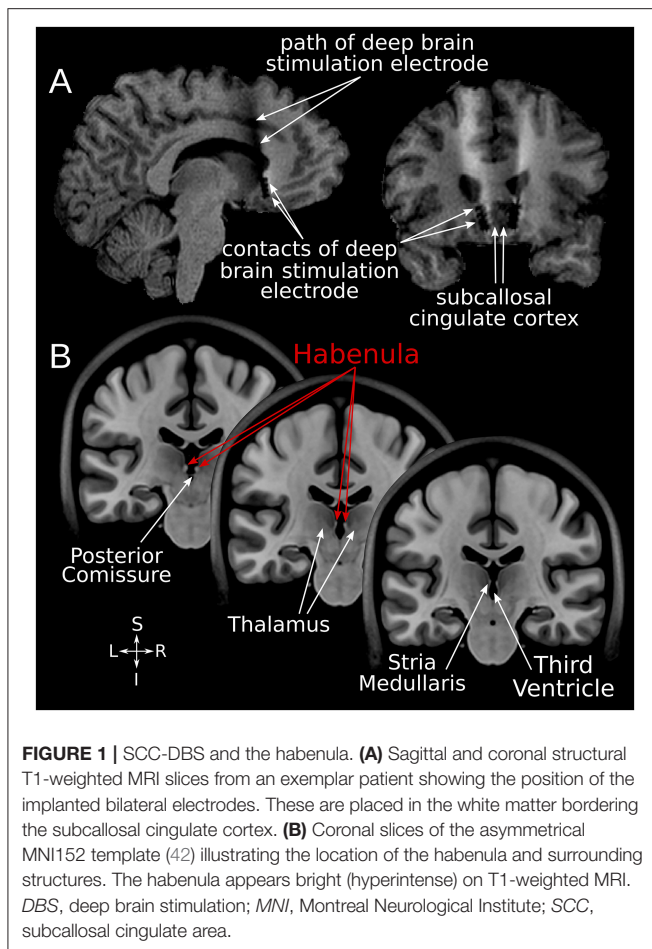 path of deep brain
stimulation electrode
A
contacts of deep
brain stimulation
electrode
subcallosal
cingulate cortex
B
Habenula
Posterior
Comissure
Thalamus
Stria
Medullaris
Third
Ventricle
S
L R
I
FIGURE 1 | SCC-DBS and the habenula. (A) Sagittal and coronal structural
T1-weighted MRI slices from an exemplar patient showing the position of the
implanted bilateral electrodes. These are placed in the white matter bordering
the subcallosal cingulate cortex. (B) Coronal slices of the asymmetrical
MNI152 template (42) illustrating the location of the habenula and surrounding
structures. The habenula appears bright (hyperintense) on T1-weighted MRI.
DBS, deep brain stimulation; MNI, Montreal Neurological Institute; SCC,
subcallosal cingulate area.